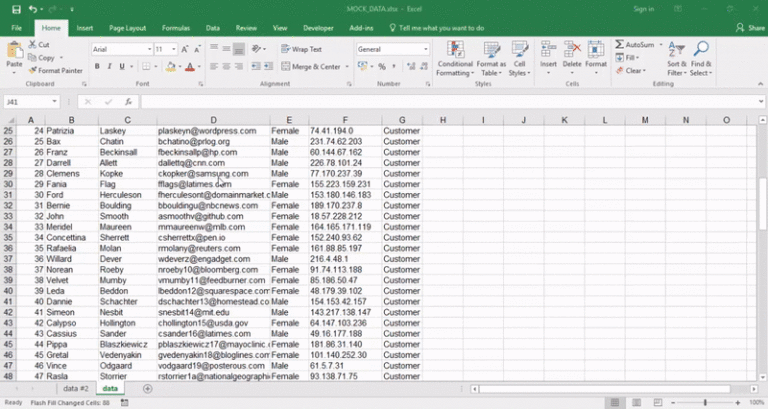 MOCK_DATA.xlsx - Excel
Sign in
File Home Insert Page Layout Formulas Data Review View Developer Add-ins Tell me what you want to do Share
Cut
Copy
Format Painter
Paste
Arial 11
Wrap Text
Merge & Center
General
Conditional Formatting
Format as Table
Cell Styles
Insert Delete Format
AutoSum
Fill
Clear
Sort & Filter
Find & Select
Clipboard Font Alignment Number Styles Cells Editing
J41
A B C D E F G H I J K L M N O
25 24 Patrizia Laskey plaskeyn@wordpress.com Female 74.41.194.0 Customer
26 25 Bax Chatin bchatino@prlog.org Male 231.74.62.203 Customer
27 26 Franz Beckinsall fbeckinsallp@hp.com Male 60.144.67.162 Customer
28 27 Darrell Allett dallettq@cnn.com Male 226.78.101.24 Customer
29 28 Clemens Kopke ckopker@samsung.com Male 77.170.237.39 Customer
30 29 Fania Flag fflags@latimes.com Female 155.223.159.231 Customer
31 30 Ford Herculeson fherculesont@domainmarket.c Male 153.180.146.183 Customer
32 31 Bernie Boulding bbouldingu@nbcnews.com Female 189.170.237.8 Customer
33 32 John Smooth asmoothv@github.com Male 18.57.228.212 Customer
34 33 Meridel Maureen mmaureenw@mlb.com Female 164.165.171.119 Customer
35 34 Concettina Sherrett csherrettx@pen.io Female 152.240.93.62 Customer
36 35 Rafaelia Molan rmolany@reuters.com Female 161.88.85.197 Customer
37 36 Willard Dever wdeverz@engadget.com Male 216.4.48.1 Customer
38 37 Norean Roeby nroeby10@bloomberg.com Female 91.74.113.188 Customer
39 38 Velvet Mumby vmumby11@feedburner.com Female 85.186.50.47 Customer
40 39 Leda Beddon lbeddon12@squarespace.com Female 48.179.39.102 Customer
41 40 Dannie Schachter dschachter13@homestead.co Male 154.153.42.157 Customer
42 41 Simeon Nesbit snesbit14@mit.edu Male 143.217.138.147 Customer
43 42 Calypso Hollington chollington15@usda.gov Female 64.147.103.236 Customer
44 43 Cassius Sander csander16@latimes.com Male 49.16.177.188 Customer
45 44 Pippa Blaszkiewicz pblaszkiewicz17@mayoclinic. Female 181.86.31.140 Customer
46 45 Gretal Vedenyakin gvedenyakin18@bloglines.com Female 101.140.252.30 Customer
47 46 Vince Odgaard vodgaard19@posterous.com Male 61.5.7.31 Customer
48 47 Rasla Storrier rstorrier1a@nationalgeographi Female 93.138.71.75 Customer
data #2 data
Flash Fill Changed Cells: 88
100%